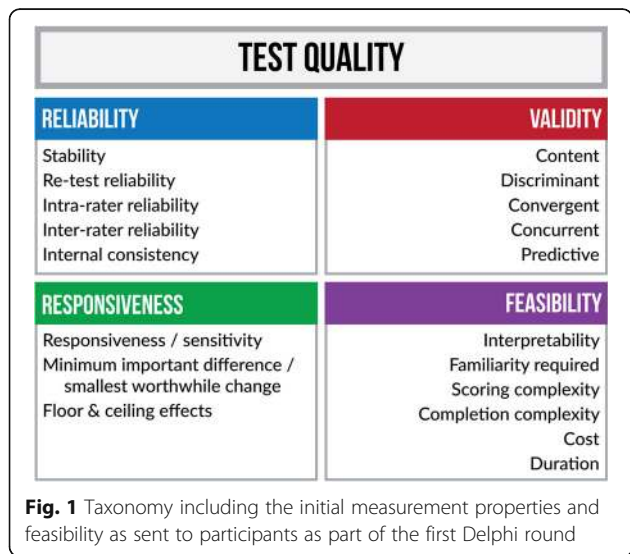 TEST QUALITY
RELIABILITY
Stability
Re-test reliability
Intra-rater reliability
Inter-rater reliability
Internal consistency
VALIDITY
Content
Discriminant
Convergent
Concurrent
Predictive
RESPONSIVENESS
Responsiveness / sensitivity
Minimum important difference /
smallest worthwhile change
Floor & ceiling effects
FEASIBILITY
Interpretability
Familiarity required
Scoring complexity
Completion complexity
Cost
Duration
Fig. 1 Taxonomy including the initial measurement properties and
feasibility as sent to participants as part of the first Delphi round